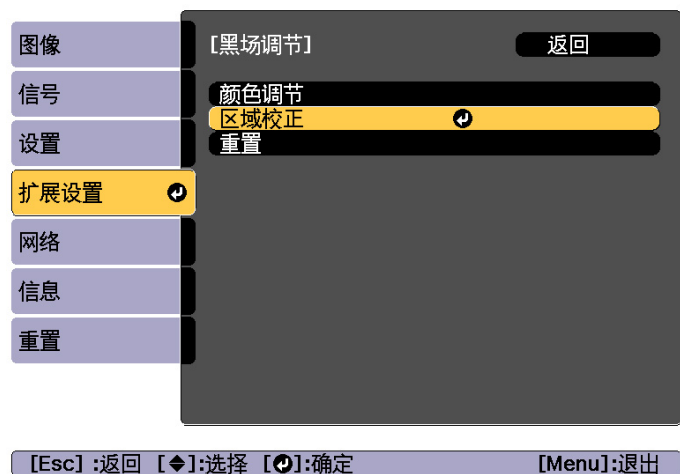 图像
信号
设置
扩展设置
网络
信息
重置
[黑场调节] 返回
颜色调节
区域校正
重置
[Esc] :返回 [◆]:选择 [↵]:确定 [Menu]:退出